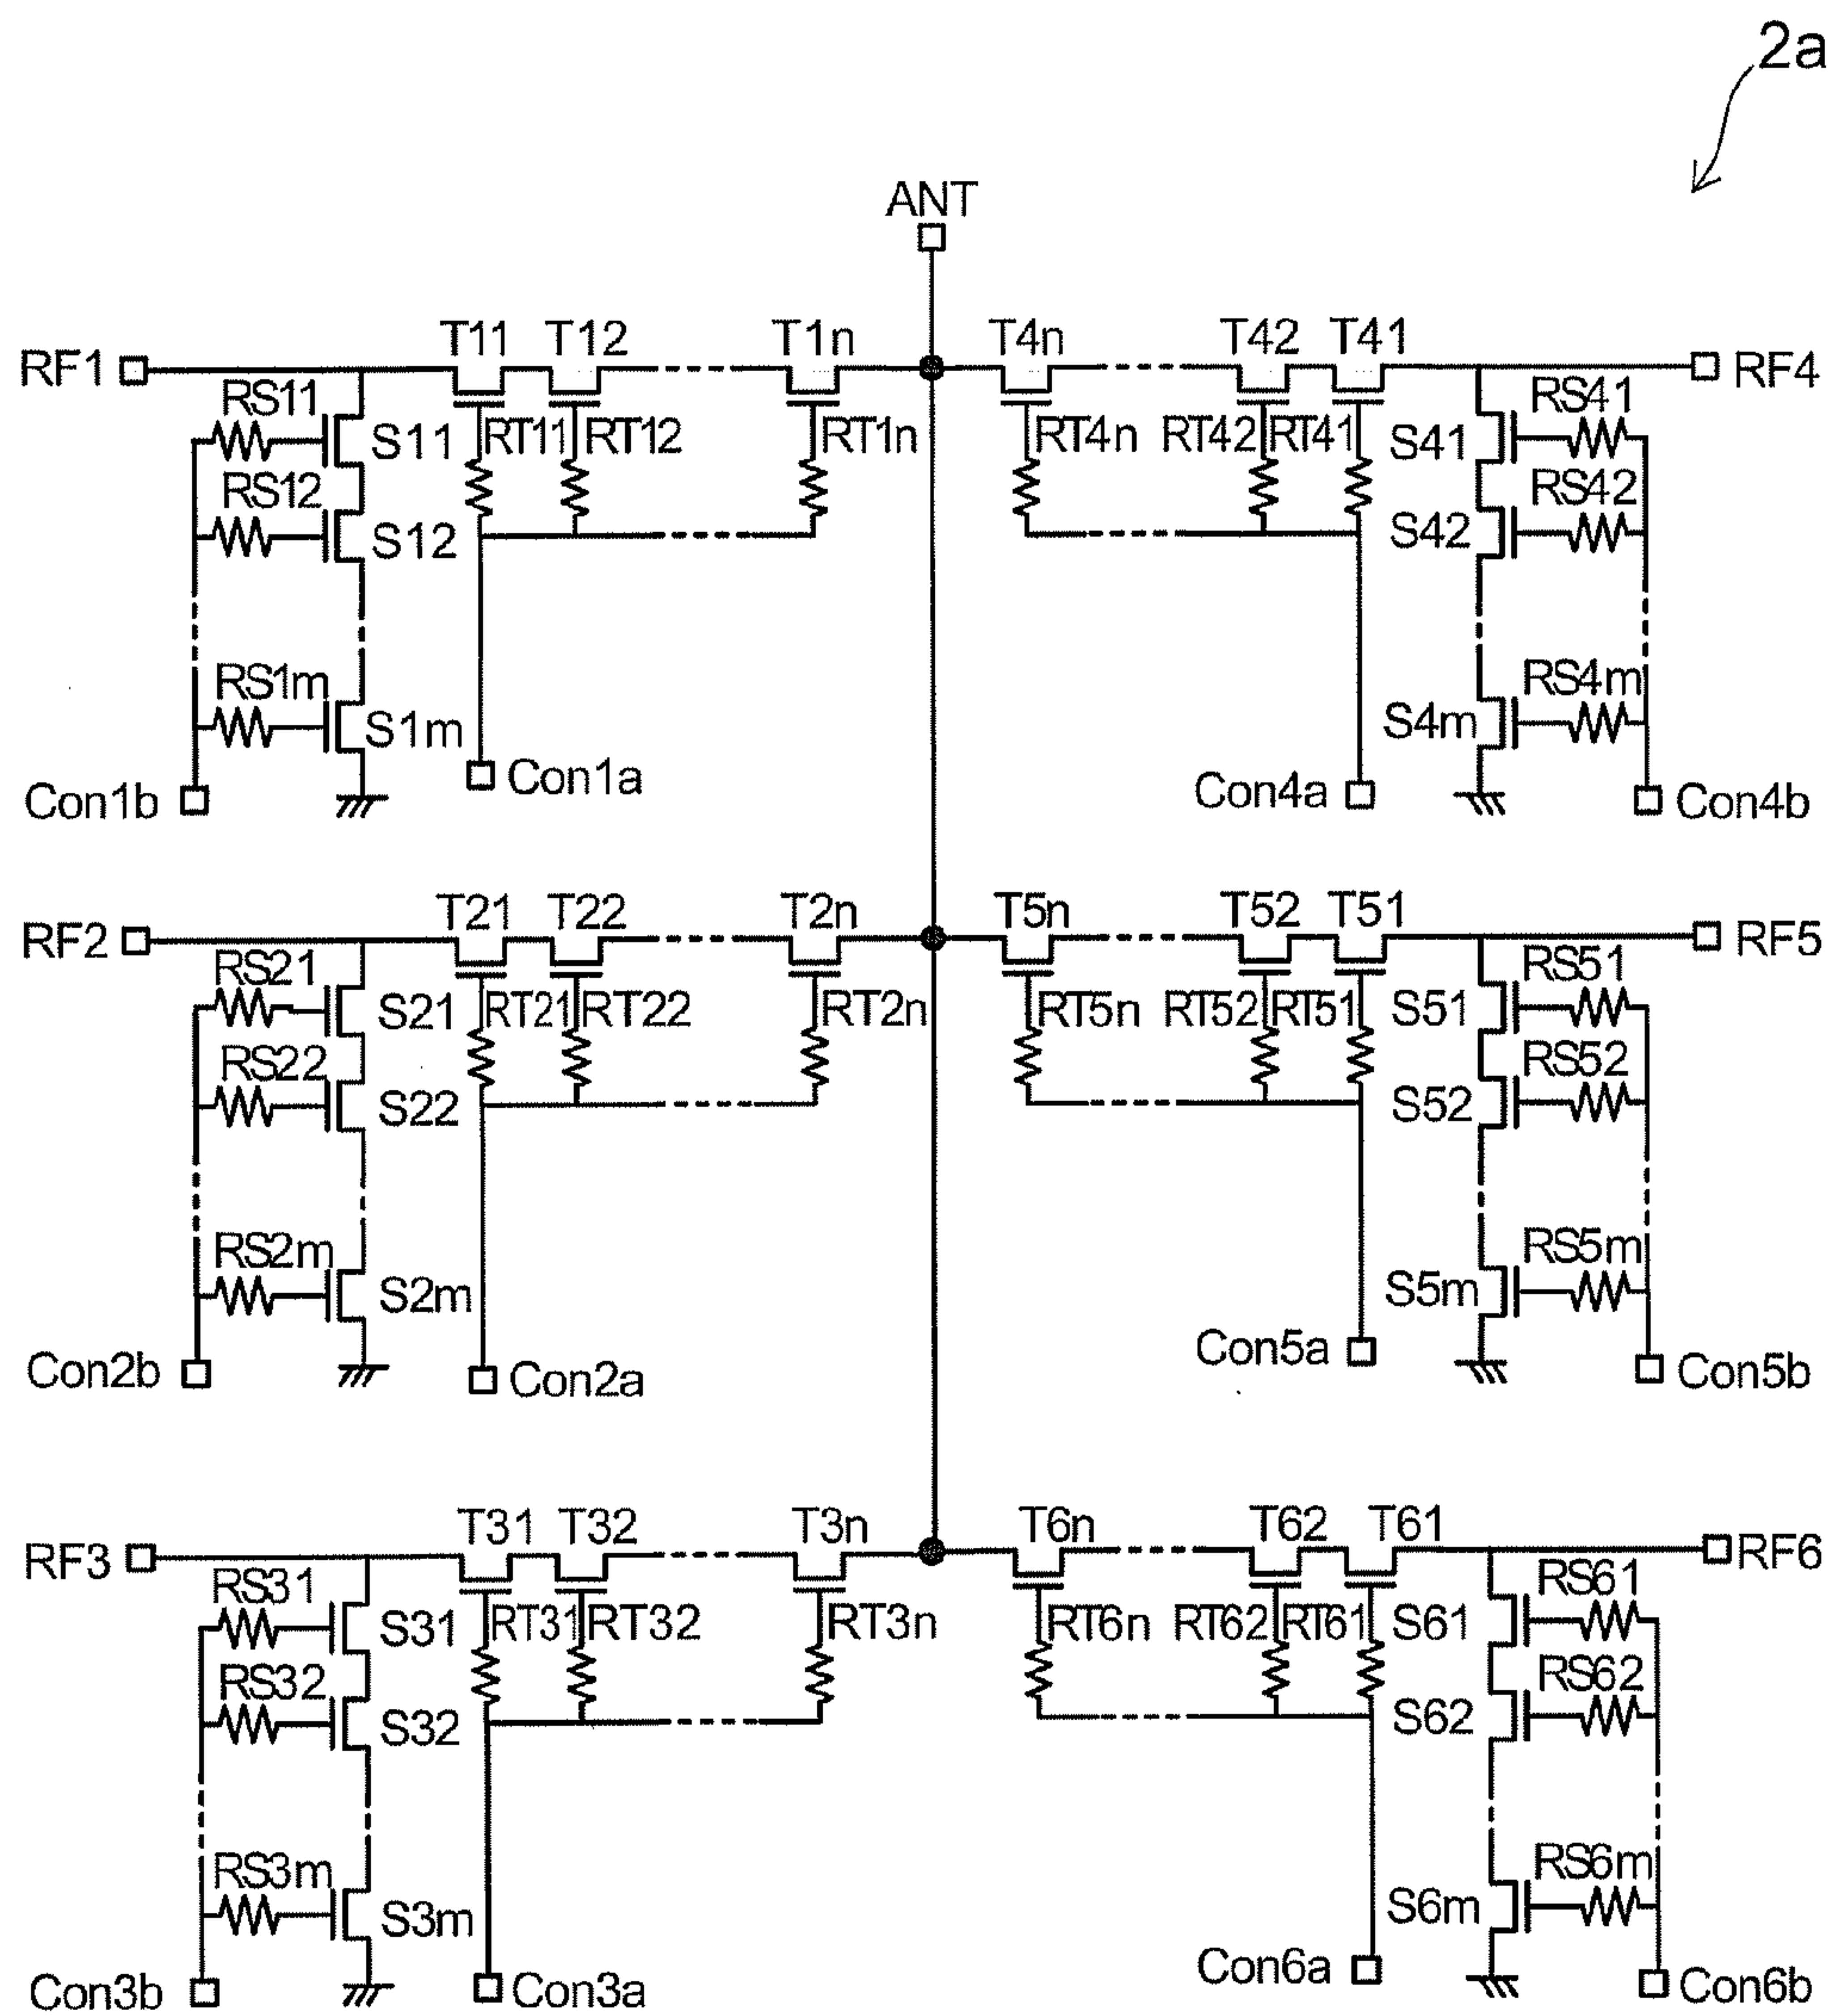 2a
ANT
RF1 T11 T12 T1n T4n T42 T41 RF4
RS11 S11 RT11 RT12 RT1n RT4n RT42 RT41 S41 RS41
RS12 S12 S42 RS42
RS1m S1m S4m RS4m
Con1b Con1a Con4a Con4b
RF2 T21 T22 T2n T5n T52 T51 RF5
RS21 S21 RT21 RT22 RT2n RT5n RT52 RT51 S51 RS51
RS22 S22 S52 RS52
RS2m S2m S5m RS5m
Con2b Con2a Con5a Con5b
RF3 T31 T32 T3n T6n T62 T61 RF6
RS31 S31 RT31 RT32 RT3n RT6n RT62 RT61 S61 RS61
RS32 S32 S62 RS62
RS3m S3m S6m RS6m
Con3b Con3a Con6a Con6b